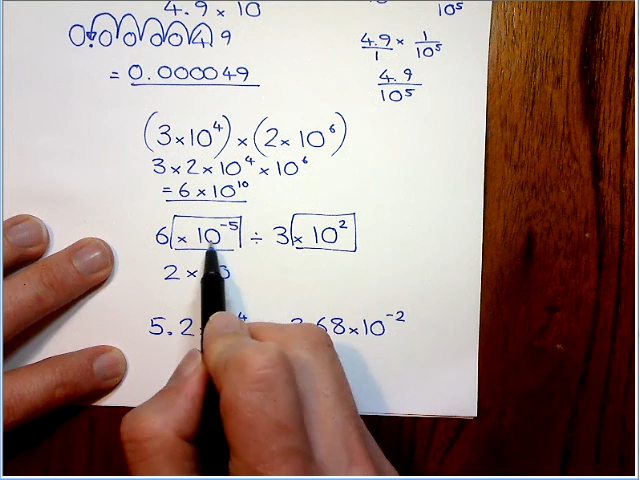 4.9 × 10
10⁵
0.000049
4.9/1 × 1/10⁵
= 0.000049
4.9/10⁵
(3×10⁴) × (2×10⁶)
3×2×10⁴×10⁶
= 6×10¹⁰
6 × 10⁻⁵ ÷ 3 × 10²
2 ×
5.2 ⁴ 68×10⁻²